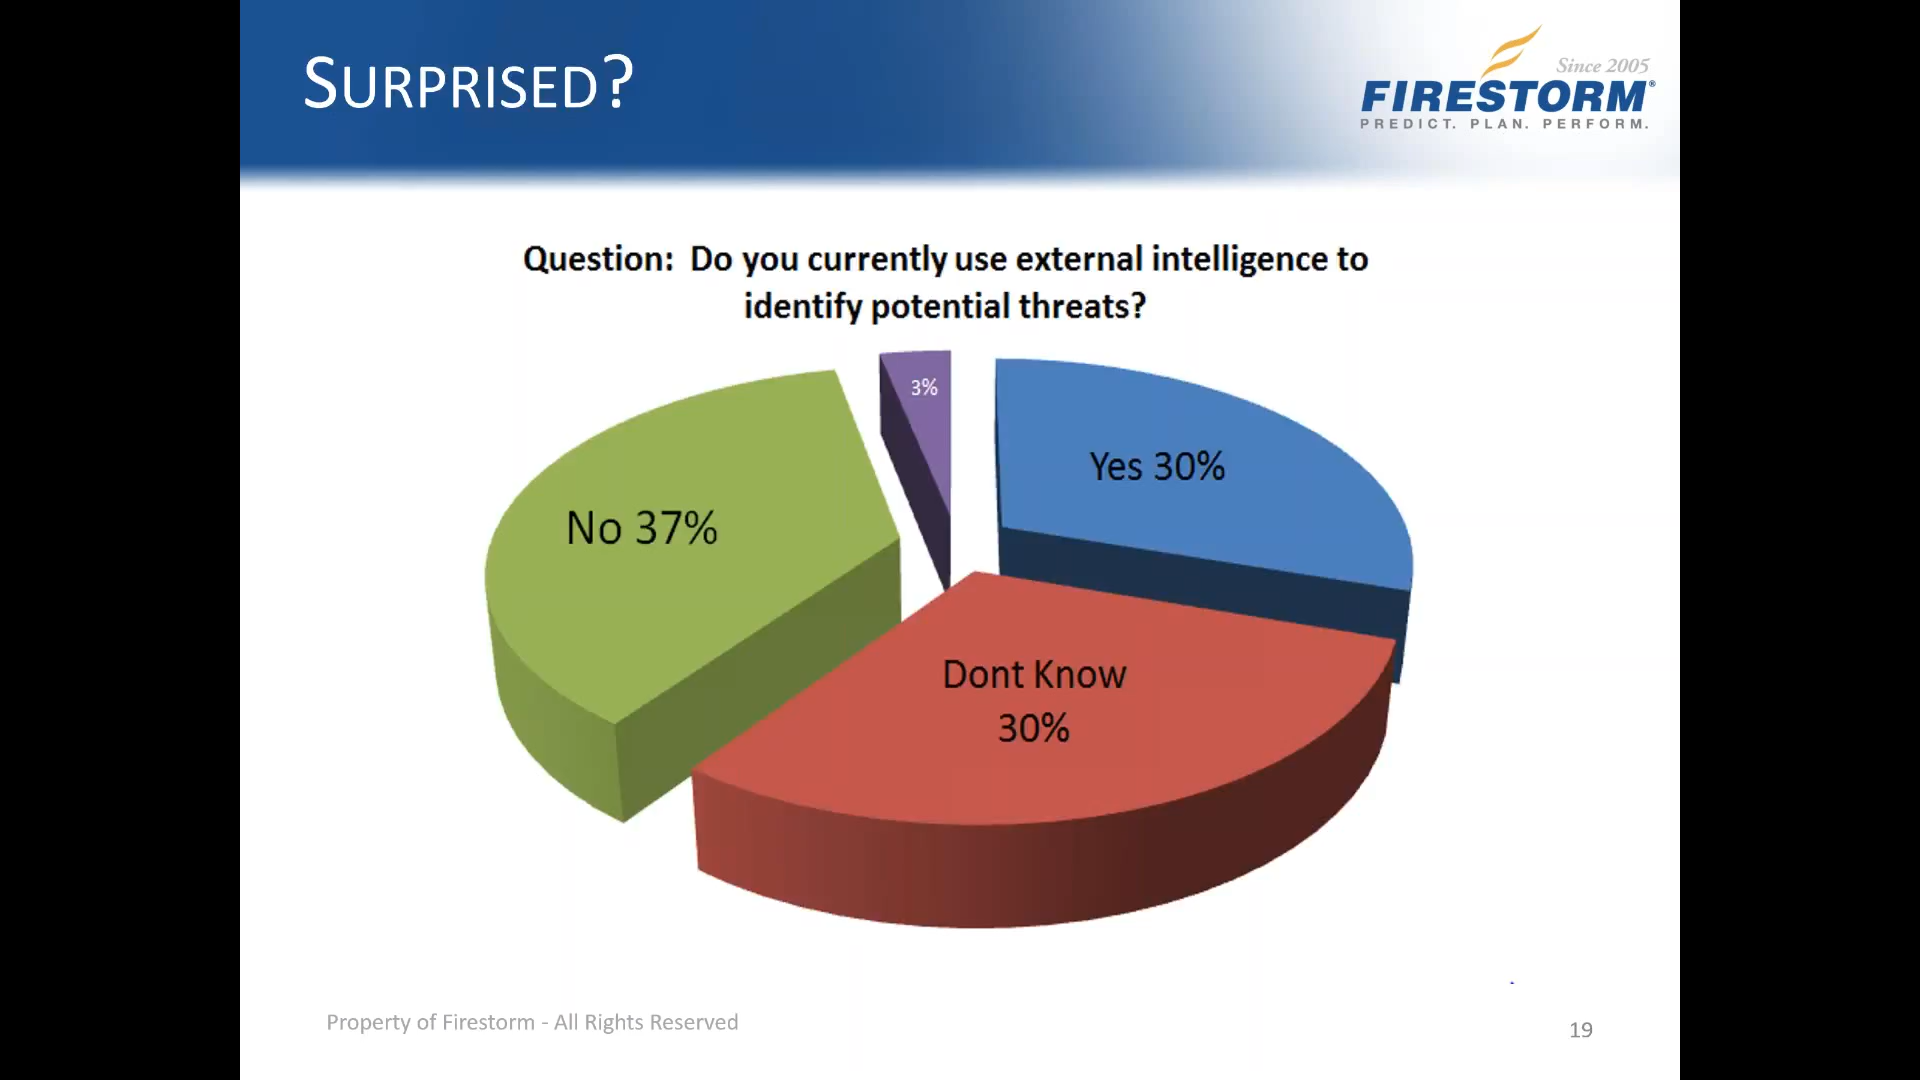 SURPRISED?
Since 2005
FIRESTORM®
PREDICT. PLAN. PERFORM.
Question:  Do you currently use external intelligence to
identify potential threats?
3%
Yes 30%
No 37%
Dont Know
30%
Property of Firestorm - All Rights Reserved
19